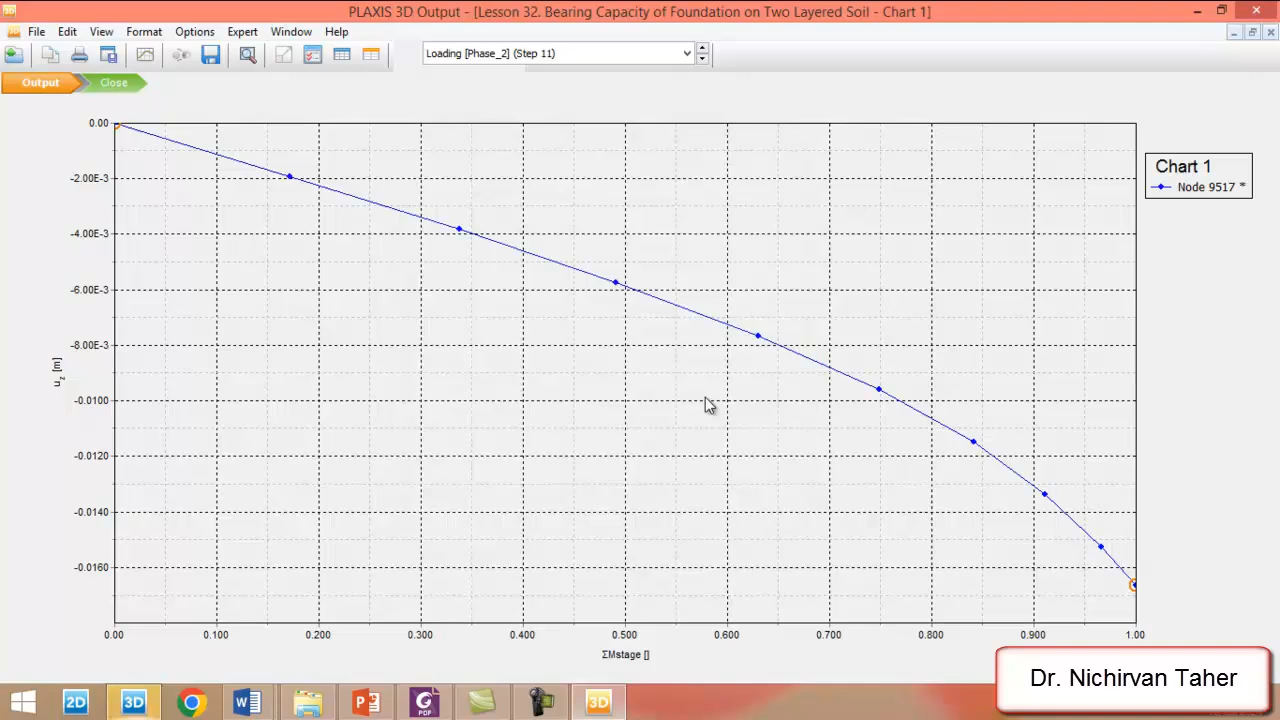 PLAXIS 3D Output - [Lesson 32. Bearing Capacity of Foundation on Two Layered Soil - Chart 1]
File Edit View Format Options Expert Window Help
Loading [Phase_2] (Step 11)
Output Close
0.00
-2.00E-3
-4.00E-3
-6.00E-3
-8.00E-3
-0.0100
-0.0120
-0.0140
-0.0160
uz [m]
0.00 0.100 0.200 0.300 0.400 0.500 0.600 0.700 0.800 0.900 1.00
ΣMstage []
Chart 1
Node 9517 *
Dr. Nichirvan Taher
2D 3D PDF 3D